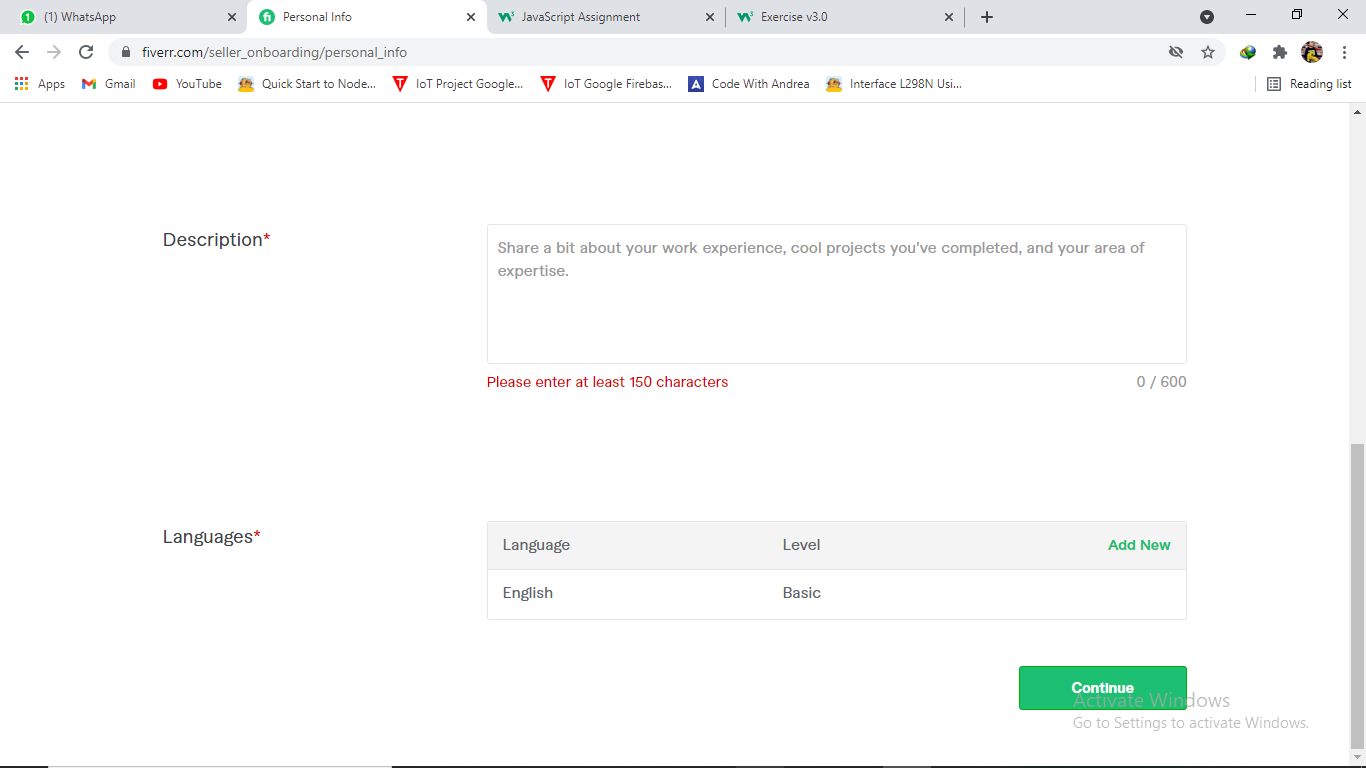 (1) WhatsApp
Personal Info
JavaScript Assignment
Exercise v3.0
fiverr.com/seller_onboarding/personal_info
Apps
Gmail
YouTube
Quick Start to Node...
IoT Project Google...
IoT Google Firebas...
Code With Andrea
Interface L298N Usi...
Reading list
Description*
Share a bit about your work experience, cool projects you've completed, and your area of
expertise.
Please enter at least 150 characters
0 / 600
Languages*
Language
Level
Add New
English
Basic
Continue
Activate Windows
Go to Settings to activate Windows.